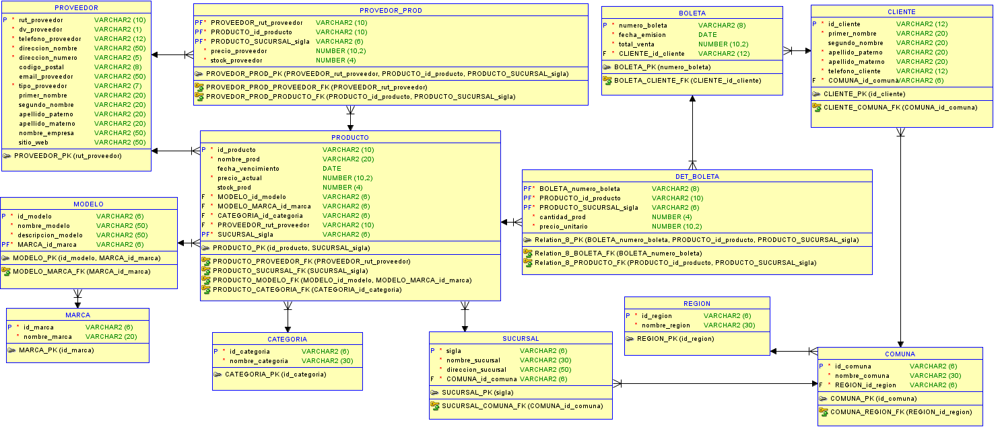 PROVEEDOR
P * rut_proveedor VARCHAR2 (10)
* dv_proveedor VARCHAR2 (1)
* telefono_proveedor VARCHAR2 (12)
* direccion_nombre VARCHAR2 (50)
* direccion_numero VARCHAR2 (5)
codigo_postal VARCHAR2 (8)
email_proveedor VARCHAR2 (50)
* tipo_proveedor VARCHAR2 (7)
primer_nombre VARCHAR2 (20)
segundo_nombre VARCHAR2 (20)
apellido_paterno VARCHAR2 (20)
apellido_materno VARCHAR2 (20)
nombre_empresa VARCHAR2 (50)
sitio_web VARCHAR2 (50)
PROVEEDOR_PK (rut_proveedor)
PROVEDOR_PROD
PF* PROVEEDOR_rut_proveedor VARCHAR2 (10)
PF* PRODUCTO_id_producto VARCHAR2 (10)
PF* PRODUCTO_SUCURSAL_sigla VARCHAR2 (6)
* precio_proveedor NUMBER (10,2)
* stock_proveedor NUMBER (4)
PROVEDOR_PROD_PK (PROVEEDOR_rut_proveedor, PRODUCTO_id_producto, PRODUCTO_SUCURSAL_sigla)
PROVEDOR_PROD_PROVEEDOR_FK (PROVEEDOR_rut_proveedor)
PROVEDOR_PROD_PRODUCTO_FK (PRODUCTO_id_producto, PRODUCTO_SUCURSAL_sigla)
BOLETA
P * numero_boleta VARCHAR2 (8)
* fecha_emision DATE
* total_venta NUMBER (10,2)
F * CLIENTE_id_cliente VARCHAR2 (12)
BOLETA_PK (numero_boleta)
BOLETA_CLIENTE_FK (CLIENTE_id_cliente)
CLIENTE
P * id_cliente VARCHAR2 (12)
* primer_nombre VARCHAR2 (20)
segundo_nombre VARCHAR2 (20)
* apellido_paterno VARCHAR2 (20)
* apellido_materno VARCHAR2 (20)
* telefono_cliente VARCHAR2 (12)
F * COMUNA_id_comuna VARCHAR2 (6)
CLIENTE_PK (id_cliente)
CLIENTE_COMUNA_FK (COMUNA_id_comuna)
PRODUCTO
P * id_producto VARCHAR2 (10)
* nombre_prod VARCHAR2 (20)
fecha_vencimiento DATE
* precio_actual NUMBER (10,2)
stock_prod NUMBER (4)
F * MODELO_id_modelo VARCHAR2 (6)
F * MODELO_MARCA_id_marca VARCHAR2 (6)
F * CATEGORIA_id_categoria VARCHAR2 (6)
F * PROVEEDOR_rut_proveedor VARCHAR2 (10)
PF* SUCURSAL_sigla VARCHAR2 (6)
PRODUCTO_PK (id_producto, SUCURSAL_sigla)
PRODUCTO_PROVEEDOR_FK (PROVEEDOR_rut_proveedor)
PRODUCTO_SUCURSAL_FK (SUCURSAL_sigla)
PRODUCTO_MODELO_FK (MODELO_id_modelo, MODELO_MARCA_id_marca)
PRODUCTO_CATEGORIA_FK (CATEGORIA_id_categoria)
DET_BOLETA
PF* BOLETA_numero_boleta VARCHAR2 (8)
PF* PRODUCTO_id_producto VARCHAR2 (10)
PF* PRODUCTO_SUCURSAL_sigla VARCHAR2 (6)
* cantidad_prod NUMBER (4)
* precio_unitario NUMBER (10,2)
Relation_8_PK (BOLETA_numero_boleta, PRODUCTO_id_producto, PRODUCTO_SUCURSAL_sigla)
Relation_8_BOLETA_FK (BOLETA_numero_boleta)
Relation_8_PRODUCTO_FK (PRODUCTO_id_producto, PRODUCTO_SUCURSAL_sigla)
MODELO
P * id_modelo VARCHAR2 (6)
* nombre_modelo VARCHAR2 (50)
* descripcion_modelo VARCHAR2 (50)
PF* MARCA_id_marca VARCHAR2 (6)
MODELO_PK (id_modelo, MARCA_id_marca)
MODELO_MARCA_FK (MARCA_id_marca)
MARCA
P * id_marca VARCHAR2 (6)
* nombre_marca VARCHAR2 (20)
MARCA_PK (id_marca)
CATEGORIA
P * id_categoria VARCHAR2 (6)
* nombre_categoria VARCHAR2 (30)
CATEGORIA_PK (id_categoria)
SUCURSAL
P * sigla VARCHAR2 (6)
* nombre_sucursal VARCHAR2 (30)
* direccion_sucursal VARCHAR2 (50)
F * COMUNA_id_comuna VARCHAR2 (6)
SUCURSAL_PK (sigla)
SUCURSAL_COMUNA_FK (COMUNA_id_comuna)
REGION
P * id_region VARCHAR2 (6)
* nombre_region VARCHAR2 (30)
REGION_PK (id_region)
COMUNA
P * id_comuna VARCHAR2 (6)
* nombre_comuna VARCHAR2 (30)
F * REGION_id_region VARCHAR2 (6)
COMUNA_PK (id_comuna)
COMUNA_REGION_FK (REGION_id_region)